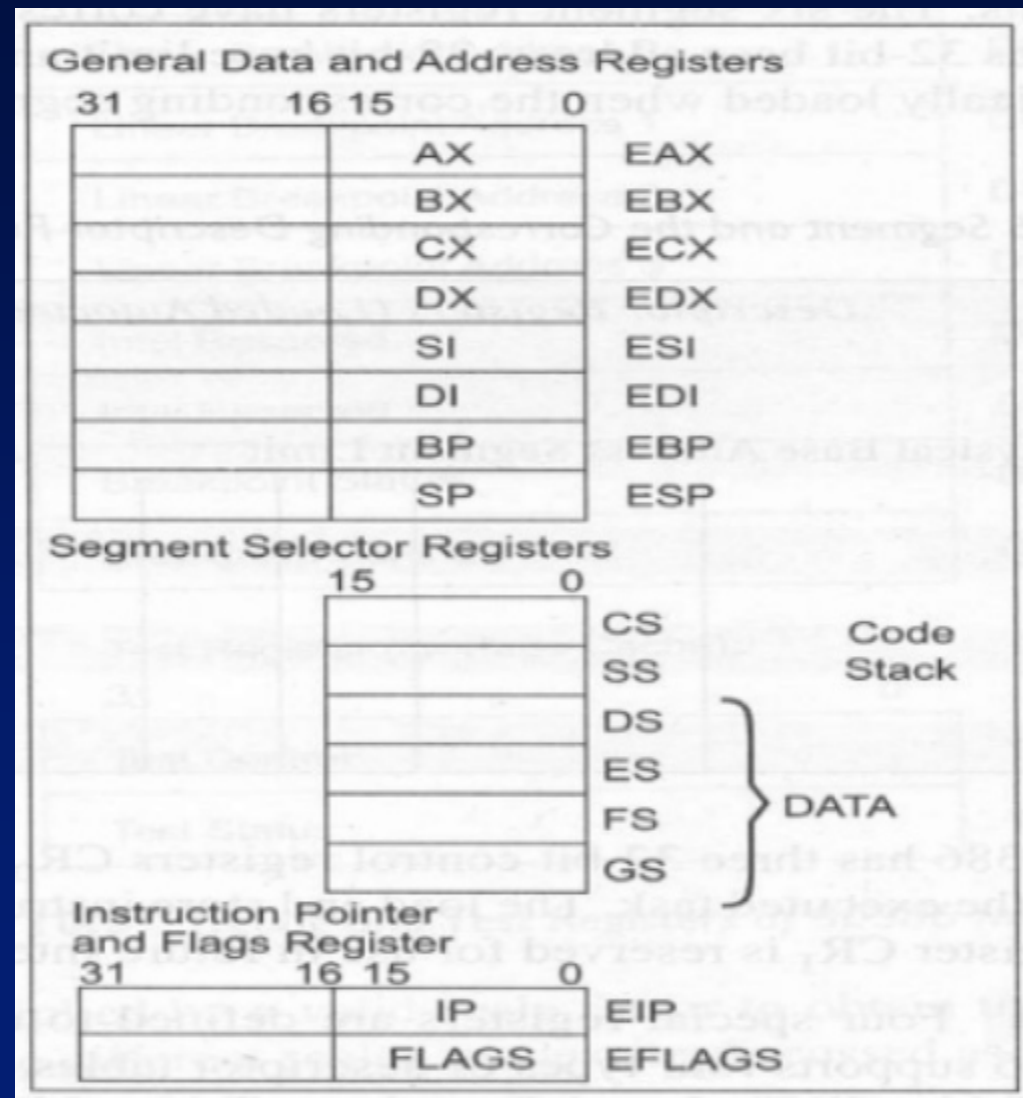 General Data and Address Registers
31 16 15 0
AX EAX
BX EBX
CX ECX
DX EDX
SI ESI
DI EDI
BP EBP
SP ESP
Segment Selector Registers
15 0
CS Code
SS Stack
DS
ES
FS
GS
DATA
Instruction Pointer
and Flags Register
31 16 15 0
IP EIP
FLAGS EFLAGS